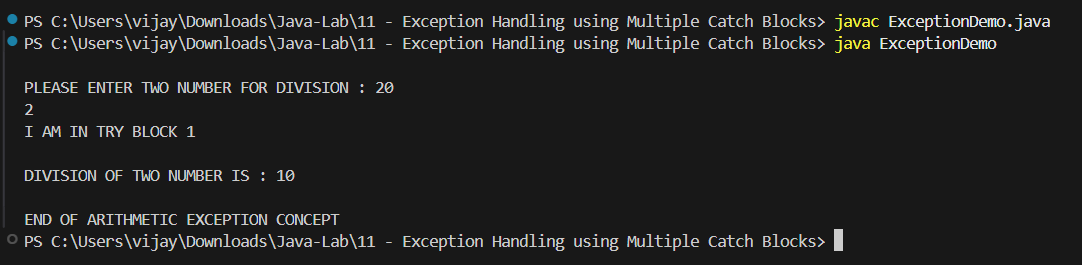 PS C:\Users\vijay\Downloads\Java-Lab\11 - Exception Handling using Multiple Catch Blocks> javac ExceptionDemo.java
PS C:\Users\vijay\Downloads\Java-Lab\11 - Exception Handling using Multiple Catch Blocks> java ExceptionDemo
PLEASE ENTER TWO NUMBER FOR DIVISION : 20
2
I AM IN TRY BLOCK 1
DIVISION OF TWO NUMBER IS : 10
END OF ARITHMETIC EXCEPTION CONCEPT
PS C:\Users\vijay\Downloads\Java-Lab\11 - Exception Handling using Multiple Catch Blocks>